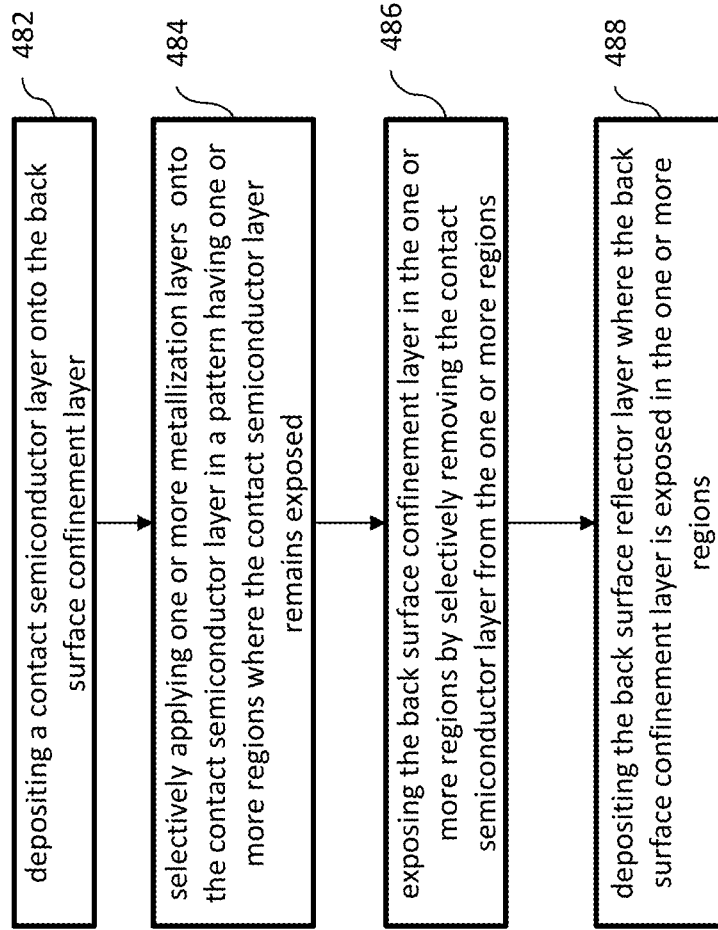 depositing a contact semiconductor layer onto the back
surface confinement layer
482
selectively applying one or more metallization layers onto
the contact semiconductor layer in a pattern having one or
more regions where the contact semiconductor layer
remains exposed
484
exposing the back surface confinement layer in the one or
more regions by selectively removing the contact
semiconductor layer from the one or more regions
486
depositing the back surface reflector layer where the back
surface confinement layer is exposed in the one or more
regions
488